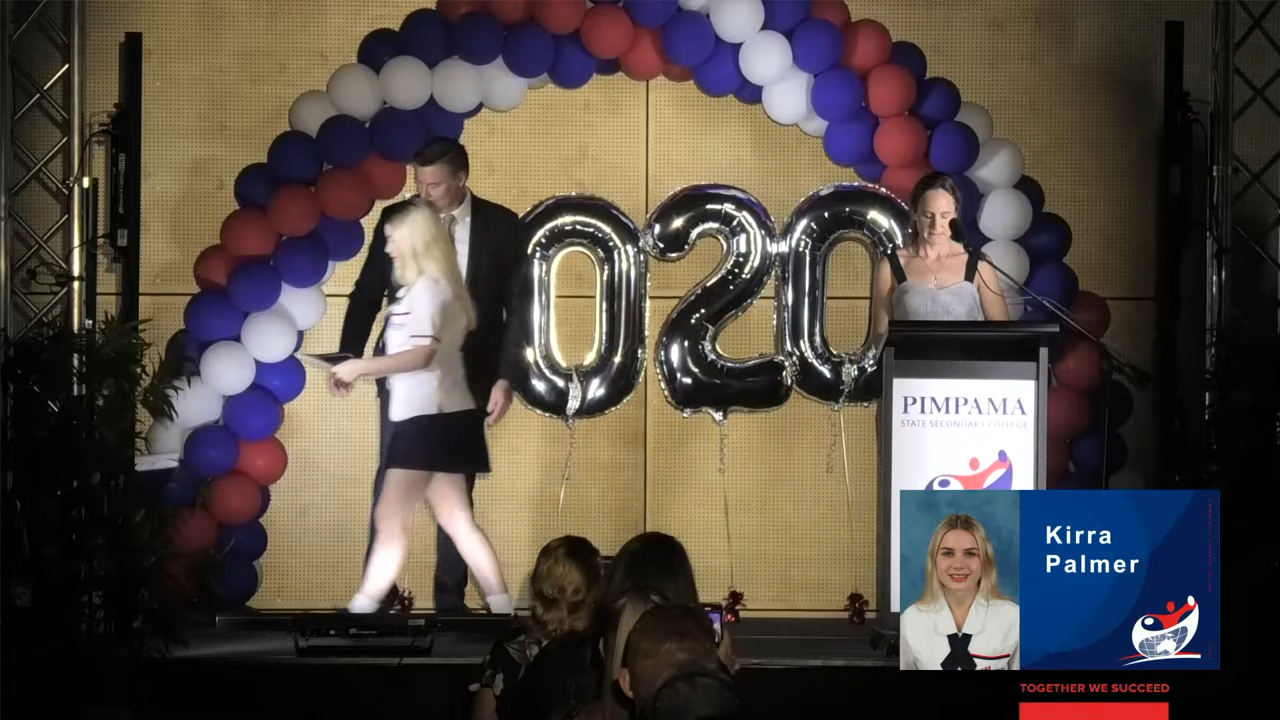 020
PIMPAMA
STATE SECONDARY COLLEGE
Kirra
Palmer
TOGETHER WE SUCCEED